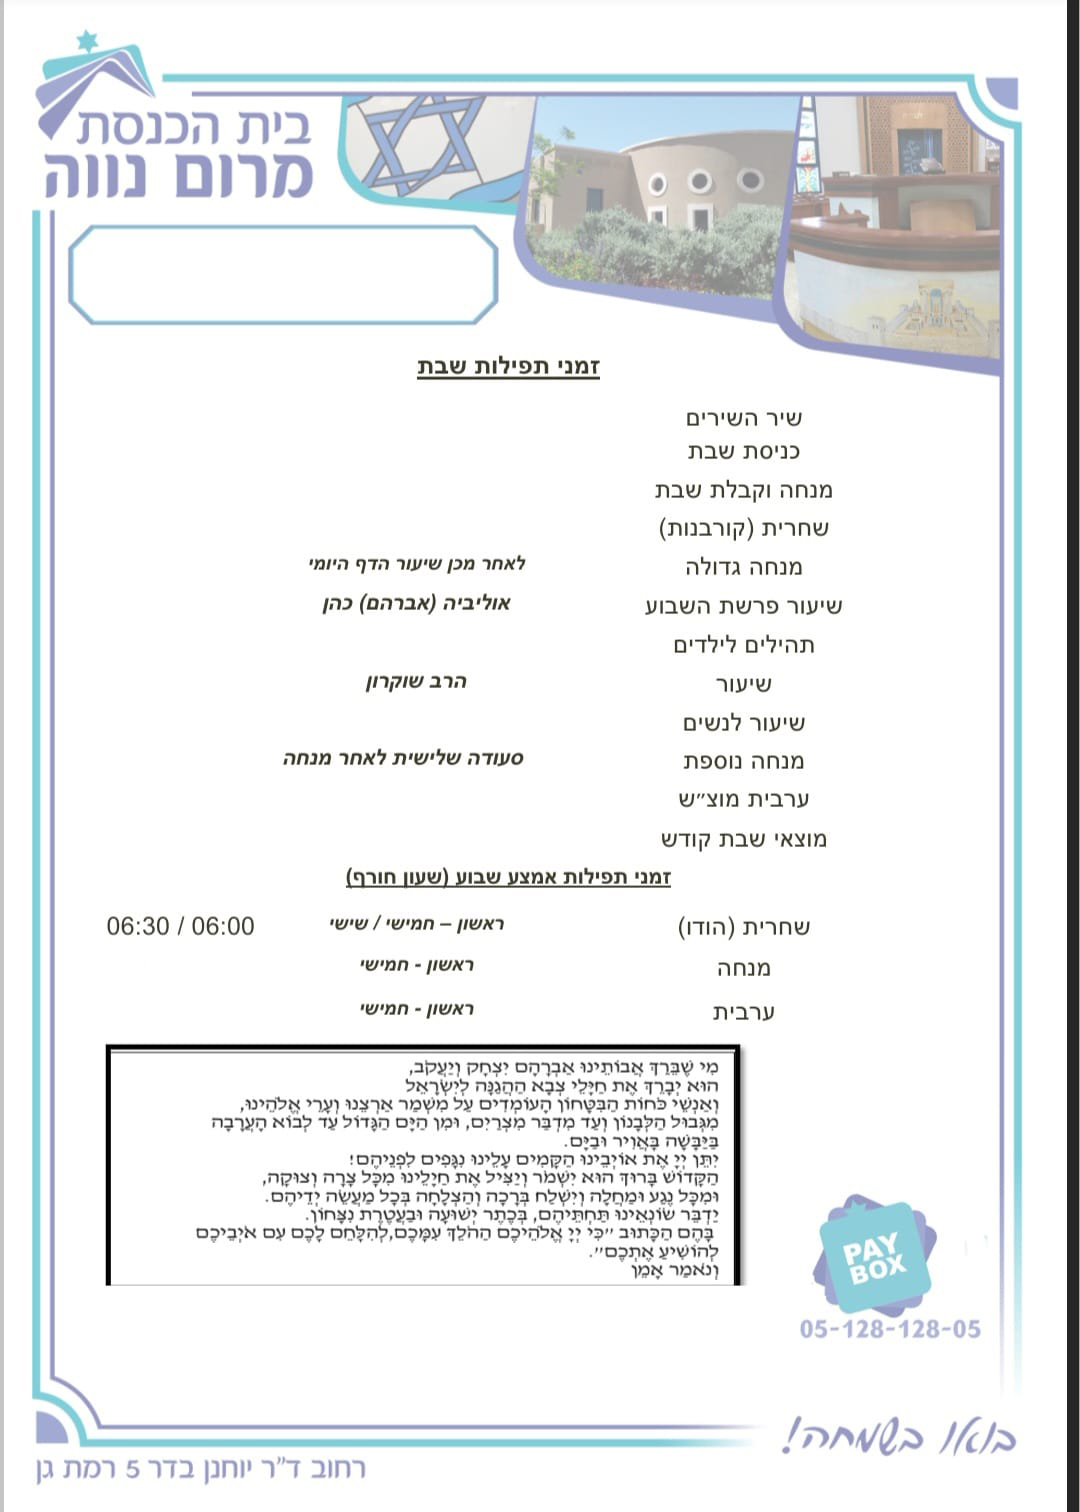 בית הכנסת
מרום נווה
זמני תפילות שבת
שיר השירים
כניסת שבת
מנחה וקבלת שבת
שחרית (קורבנות)
מנחה גדולה לאחר מכן שיעור הדף היומי
שיעור פרשת השבוע אוליביה (אברהם) כהן
תהילים לילדים
שיעור הרב שוקרון
שיעור לנשים
מנחה נוספת סעודה שלישית לאחר מנחה
ערבית מוצ״ש
מוצאי שבת קודש
זמני תפילות אמצע שבוע (שעון חורף)
שחרית (הודו) ראשון – חמישי / שישי 06:30 / 06:00
מנחה ראשון - חמישי
ערבית ראשון - חמישי
מִי שֶׁבֵּרַךְ אֲבוֹתֵינוּ אַבְרָהָם יִצְחָק וְיַעֲקֹב,
הוּא יְבָרֵךְ אֶת חַיָּלֵי צְבָא הַהֲגַנָּה לְיִשְׂרָאֵל
וְאַנְשֵׁי כֹּחוֹת הַבִּטָּחוֹן הָעוֹמְדִים עַל מִשְׁמַר אַרְצֵנוּ וְעָרֵי אֱלֹהֵינוּ,
מִגְּבוּל הַלְּבָנוֹן וְעַד מִדְבַּר מִצְרַיִם, וּמִן הַיָּם הַגָּדוֹל עַד לְבוֹא הָעֲרָבָה
בַּיַּבָּשָׁה בָּאֲוִיר וּבַיָּם.
יִתֵּן יְיָ אֶת אוֹיְבֵינוּ הַקָּמִים עָלֵינוּ נִגָּפִים לִפְנֵיהֶם!
הַקָּדוֹשׁ בָּרוּךְ הוּא יִשְׁמֹר וְיַצִּיל אֶת חַיָּלֵינוּ מִכָּל צָרָה וְצוּקָה,
וּמִכָּל נֶגַע וּמַחֲלָה וְיִשְׁלַח בְּרָכָה וְהַצְלָחָה בְּכָל מַעֲשֵׂה יְדֵיהֶם.
יַדְבֵּר שׂוֹנְאֵינוּ תַּחְתֵּיהֶם, בְּכֶתֶר יְשׁוּעָה וּבַעֲטֶרֶת נִצָּחוֹן.
בָּהֶם הַכָּתוּב ״כִּי יְיָ אֱלֹהֵיכֶם הַהֹלֵךְ עִמָּכֶם,לְהִלָּחֵם לָכֶם עִם אֹיְבֵיכֶם
לְהוֹשִׁיעַ אֶתְכֶם״.
וְנֹאמַר אָמֵן
PAY
BOX
05-128-128-05
בואו בשמחה!
רחוב ד"ר יוחנן בדר 5 רמת גן